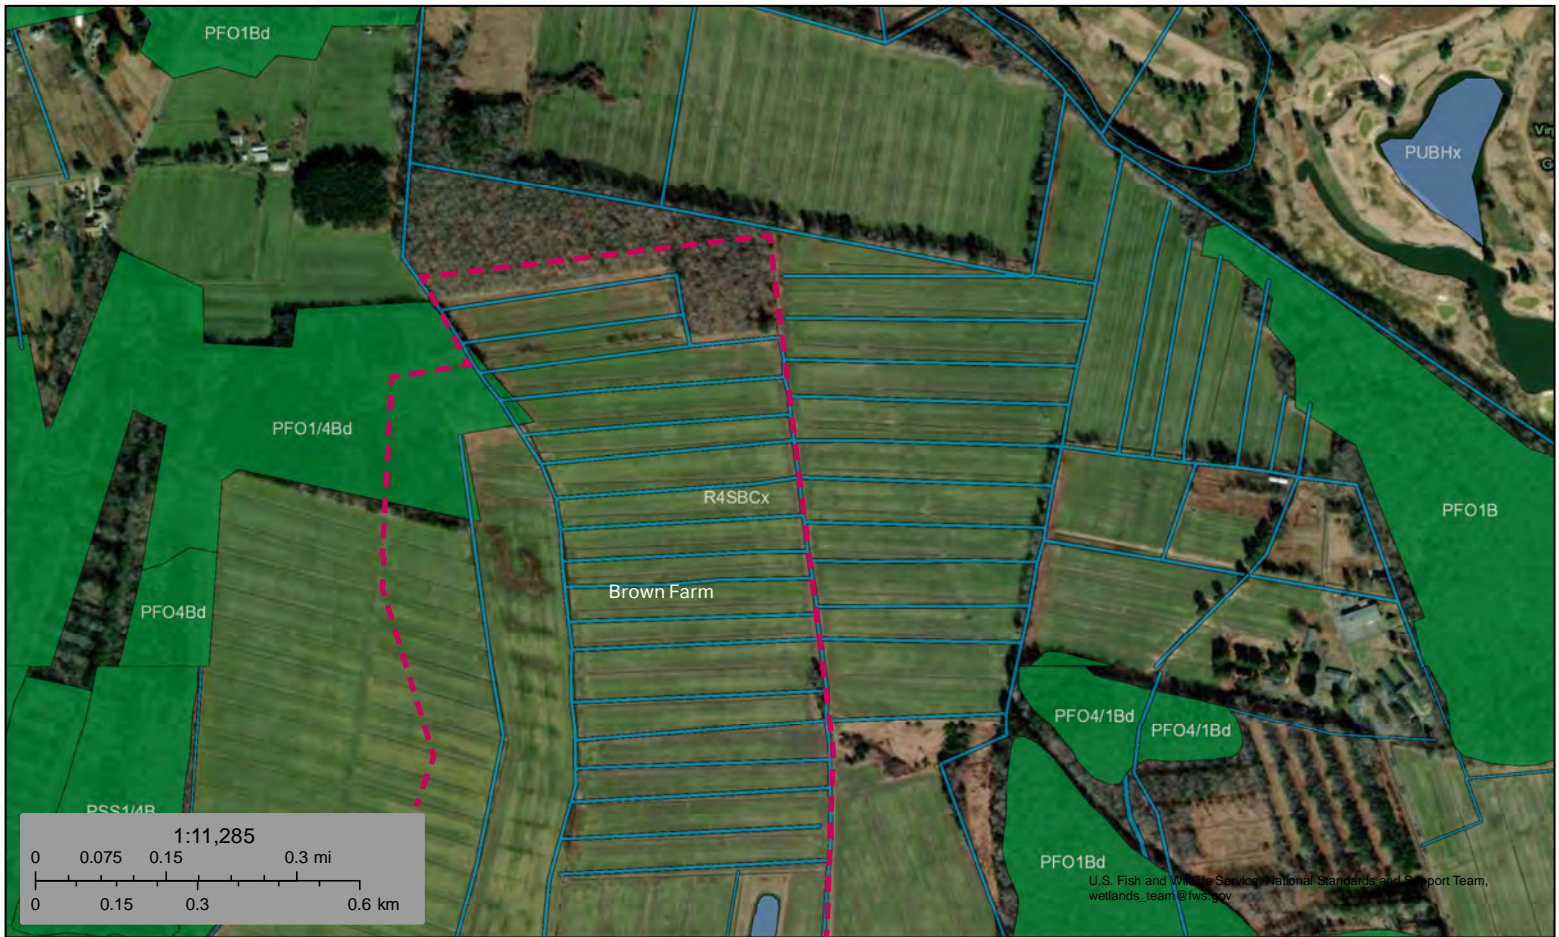 PFO1Bd
PUBHx
PFO1/4Bd
R4SBCx
PFO1B
Brown Farm
PFO4Bd
PFO4/1Bd
PFO4/1Bd
PSS1/4B
PFO1Bd
1:11,285
0 0.075 0.15 0.3 mi
0 0.15 0.3 0.6 km
U.S. Fish and Wildlife Service, National Standards and Support Team,
wetlands_team@fws.gov